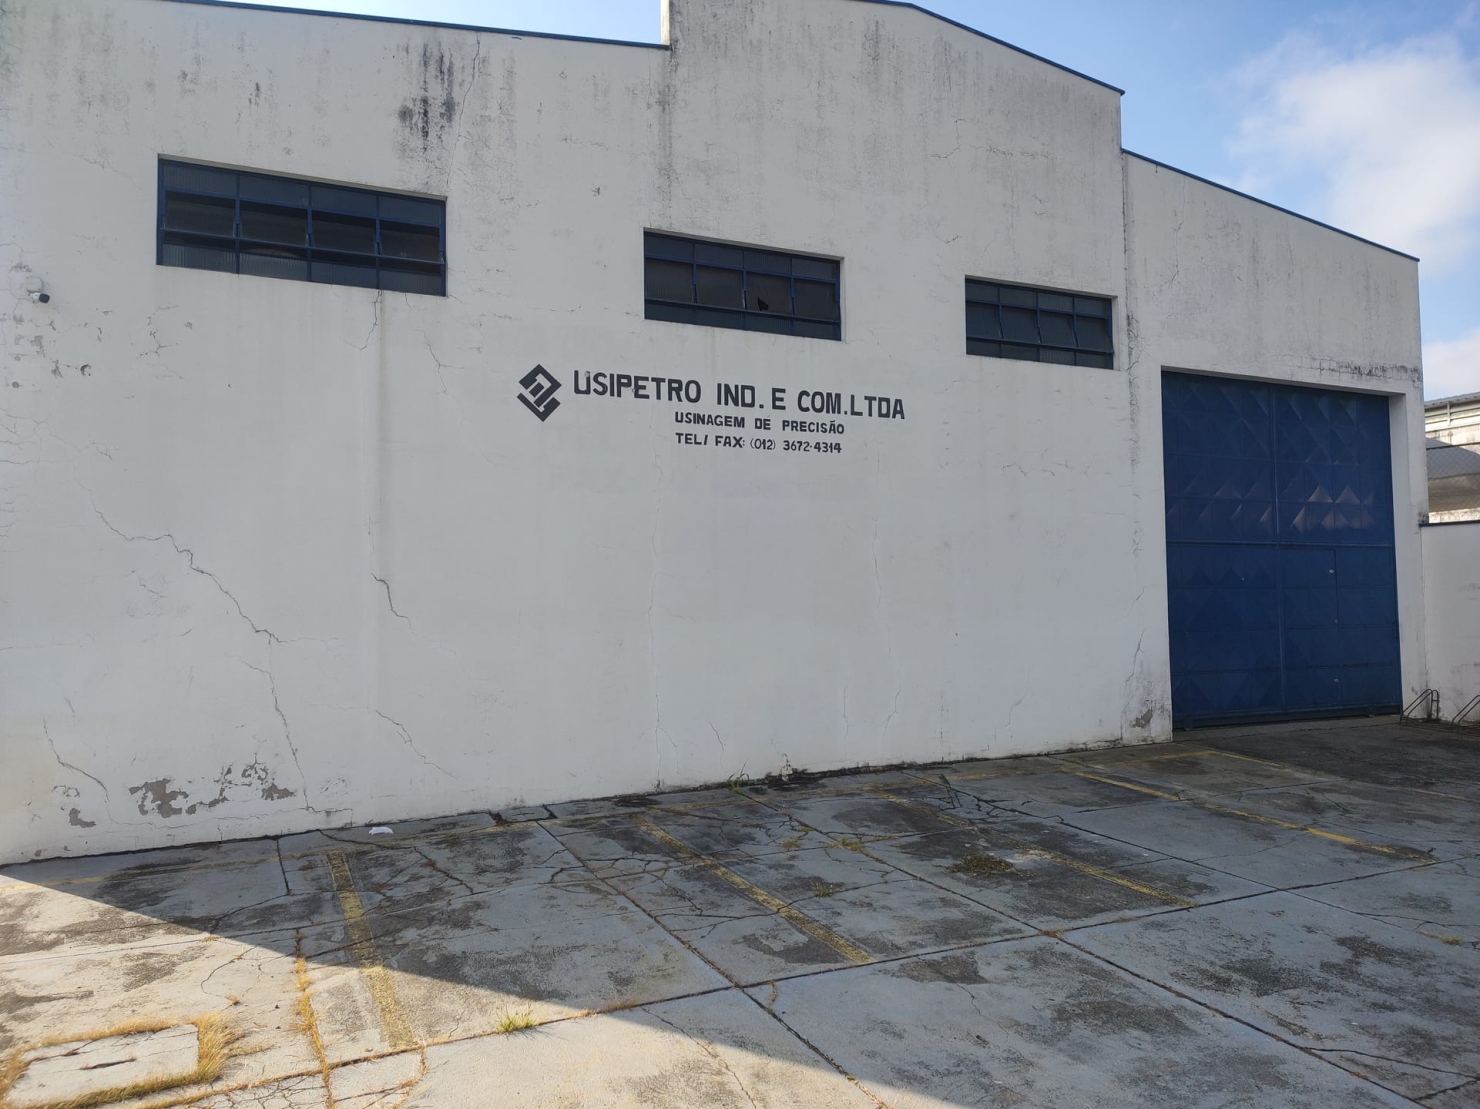 USIPETRO IND. E COM. LTDA
USINAGEM DE PRECISÃO
TEL/ FAX: (012) 3672-4314